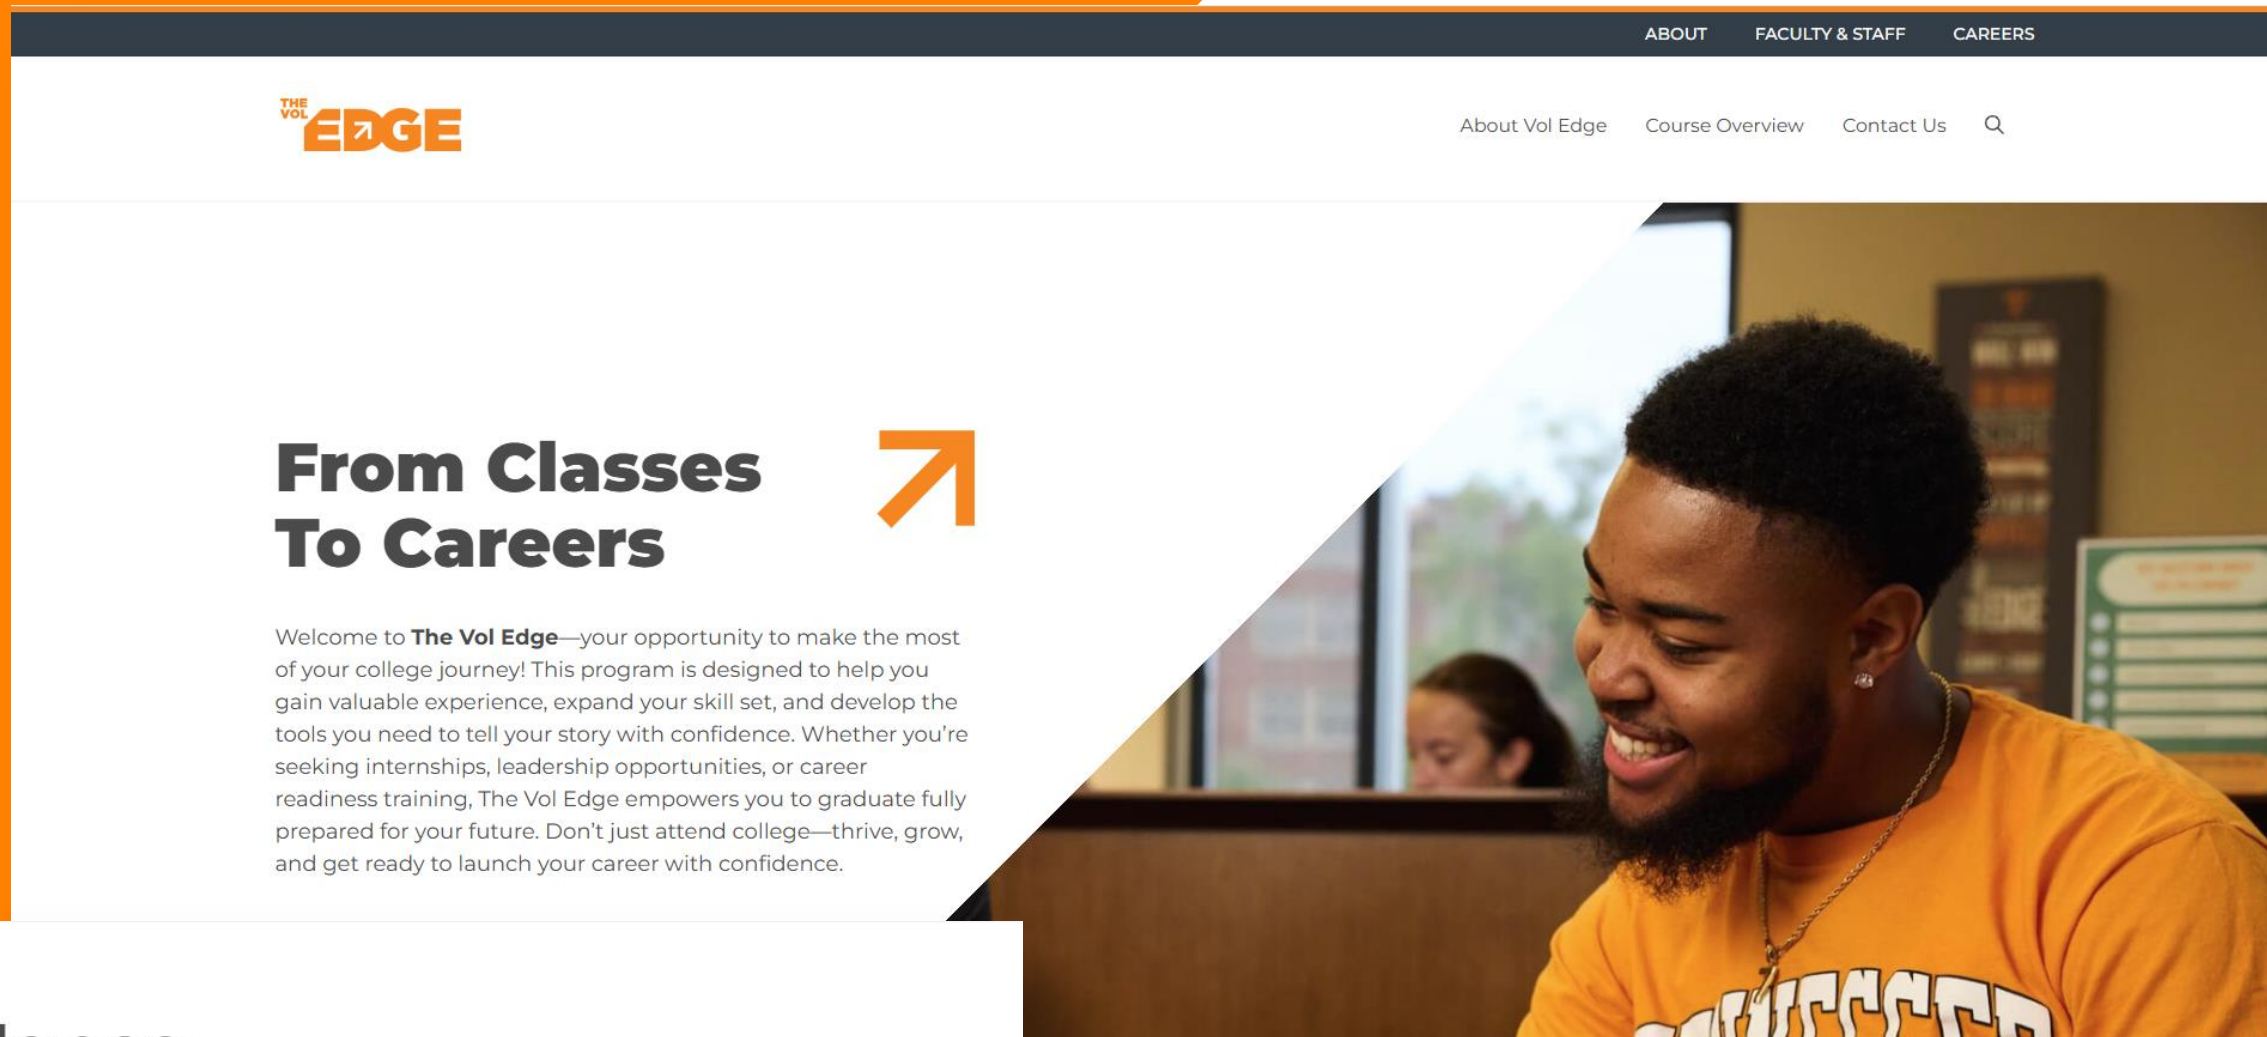 ABOUT FACULTY & STAFF CAREERS
THE
VOL
EDGE
About Vol Edge Course Overview Contact Us
From Classes
To Careers
Welcome to The Vol Edge—your opportunity to make the most
of your college journey! This program is designed to help you
gain valuable experience, expand your skill set, and develop the
tools you need to tell your story with confidence. Whether you’re
seeking internships, leadership opportunities, or career
readiness training, The Vol Edge empowers you to graduate fully
prepared for your future. Don’t just attend college—thrive, grow,
and get ready to launch your career with confidence.